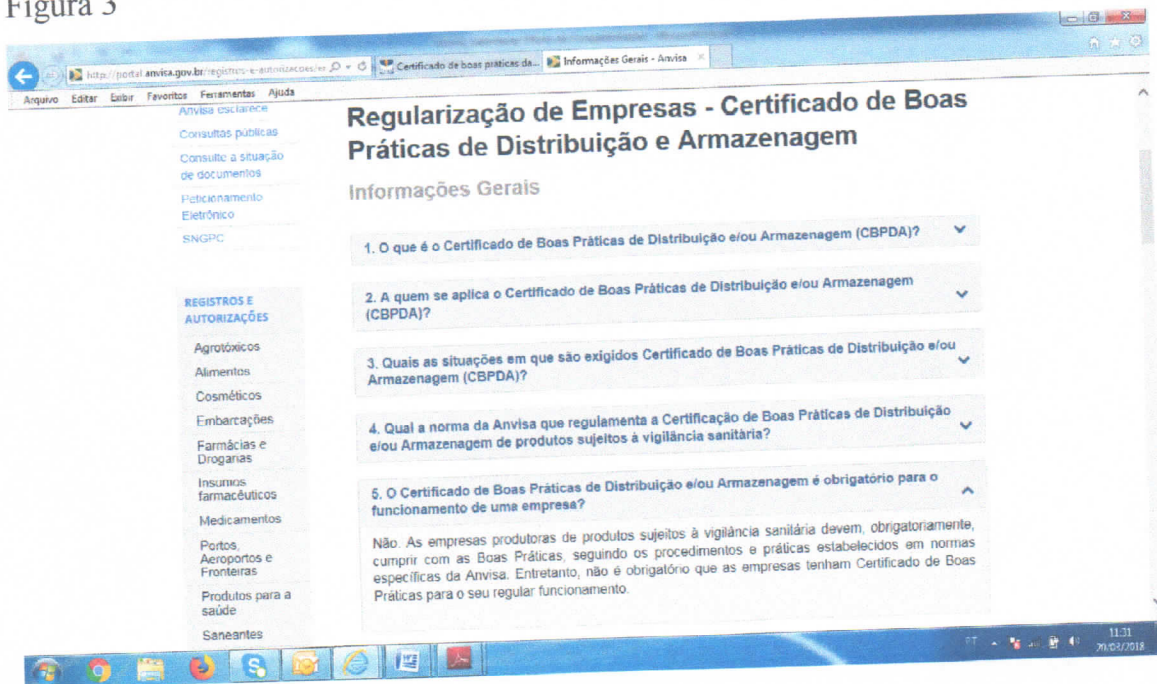 Figura 3
http://portal.anvisa.gov.br/registros-e-autorizacoes/e
Certificado de boas práticas da...
Informações Gerais - Anvisa
Arquivo Editar Exibir Favoritos Ferramentas Ajuda
Anvisa esclarece
Consultas públicas
Consulte a situação
de documentos
Peticionamento
Eletrônico
SNGPC
REGISTROS E
AUTORIZAÇÕES
Agrotóxicos
Alimentos
Cosméticos
Embarcações
Farmácias e
Drogarias
Insumos
farmacêuticos
Medicamentos
Portos,
Aeroportos e
Fronteiras
Produtos para a
saúde
Saneantes
Regularização de Empresas - Certificado de Boas
Práticas de Distribuição e Armazenagem
Informações Gerais
1. O que é o Certificado de Boas Práticas de Distribuição e/ou Armazenagem (CBPDA)?
2. A quem se aplica o Certificado de Boas Práticas de Distribuição e/ou Armazenagem
(CBPDA)?
3. Quais as situações em que são exigidos Certificado de Boas Práticas de Distribuição e/ou
Armazenagem (CBPDA)?
4. Qual a norma da Anvisa que regulamenta a Certificação de Boas Práticas de Distribuição
e/ou Armazenagem de produtos sujeitos à vigilância sanitária?
5. O Certificado de Boas Práticas de Distribuição e/ou Armazenagem é obrigatório para o
funcionamento de uma empresa?
Não. As empresas produtoras de produtos sujeitos à vigilância sanitária devem, obrigatoriamente,
cumprir com as Boas Práticas, seguindo os procedimentos e práticas estabelecidos em normas
específicas da Anvisa. Entretanto, não é obrigatório que as empresas tenham Certificado de Boas
Práticas para o seu regular funcionamento.
PT
11:31
20/03/2018